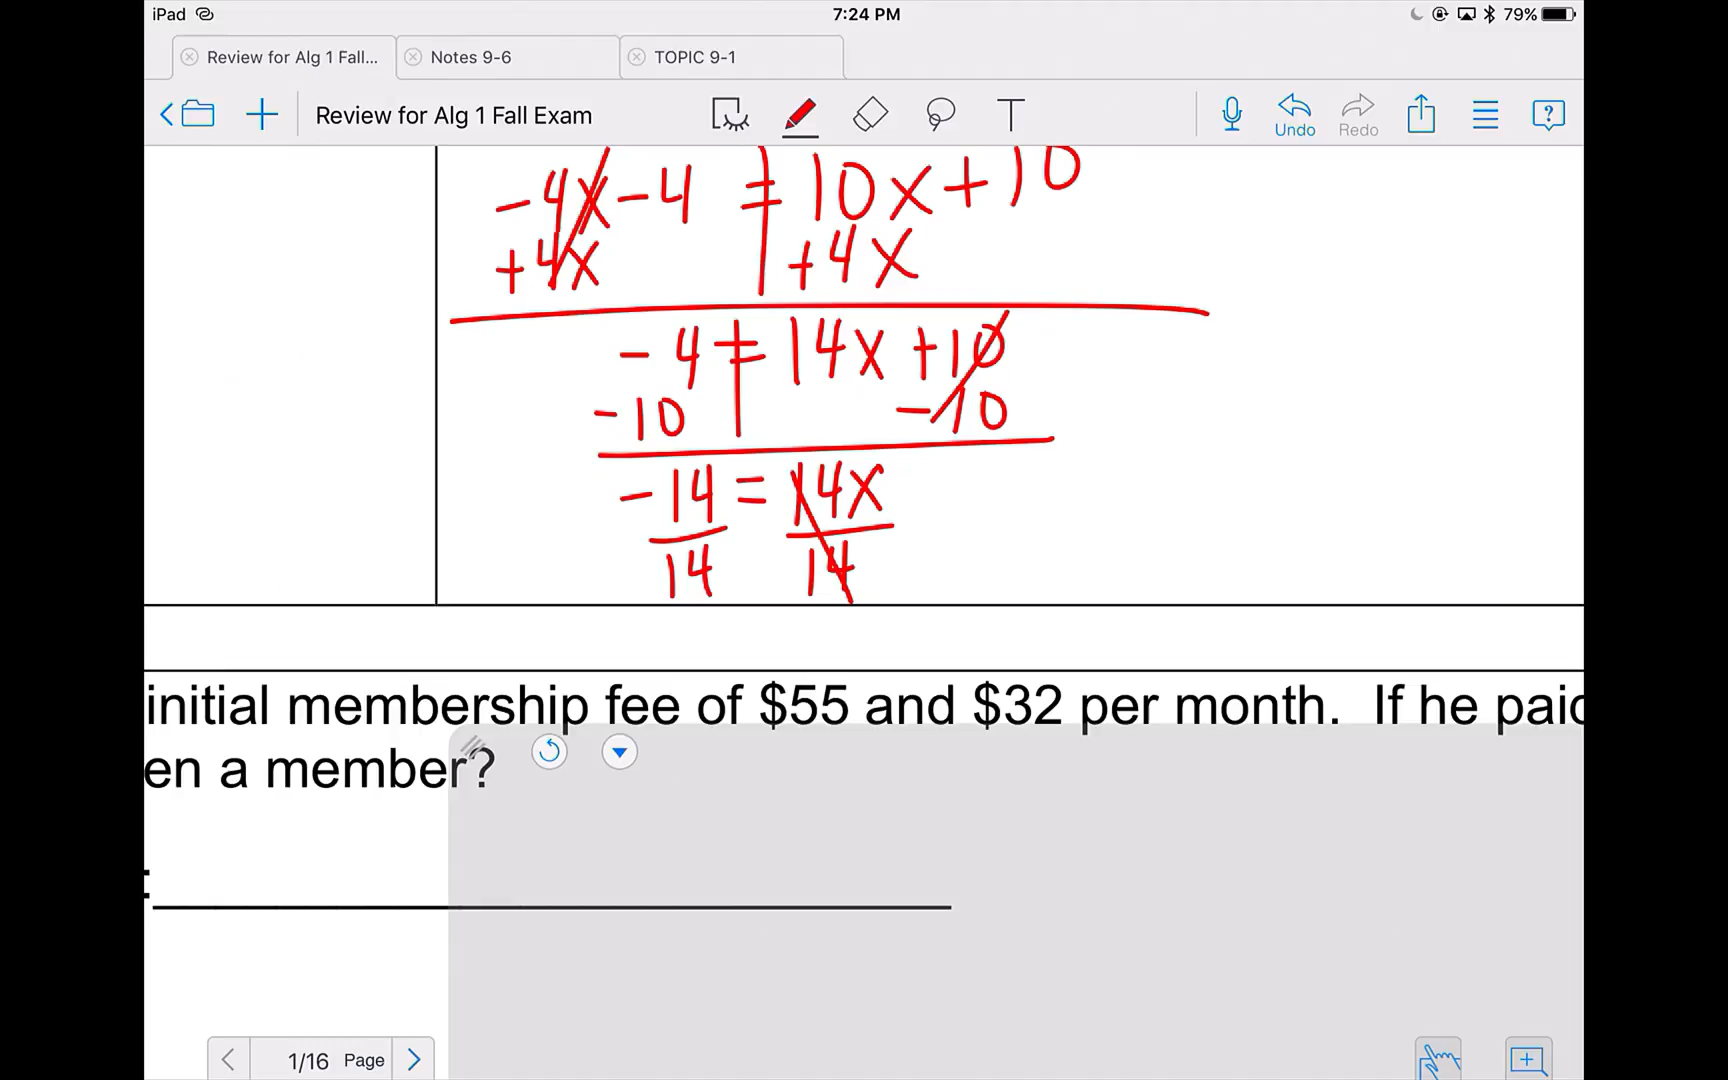 iPad 7:24 PM 79%
Review for Alg 1 Fall... Notes 9-6 TOPIC 9-1
Review for Alg 1 Fall Exam T Undo Redo ?
-4x-4 = 10x+10
+4x +4x
-4 = 14x +10
-10 -10
-14 = 14x
14 14
initial membership fee of $55 and $32 per month. If he paid
en a member?
:
1/16 Page